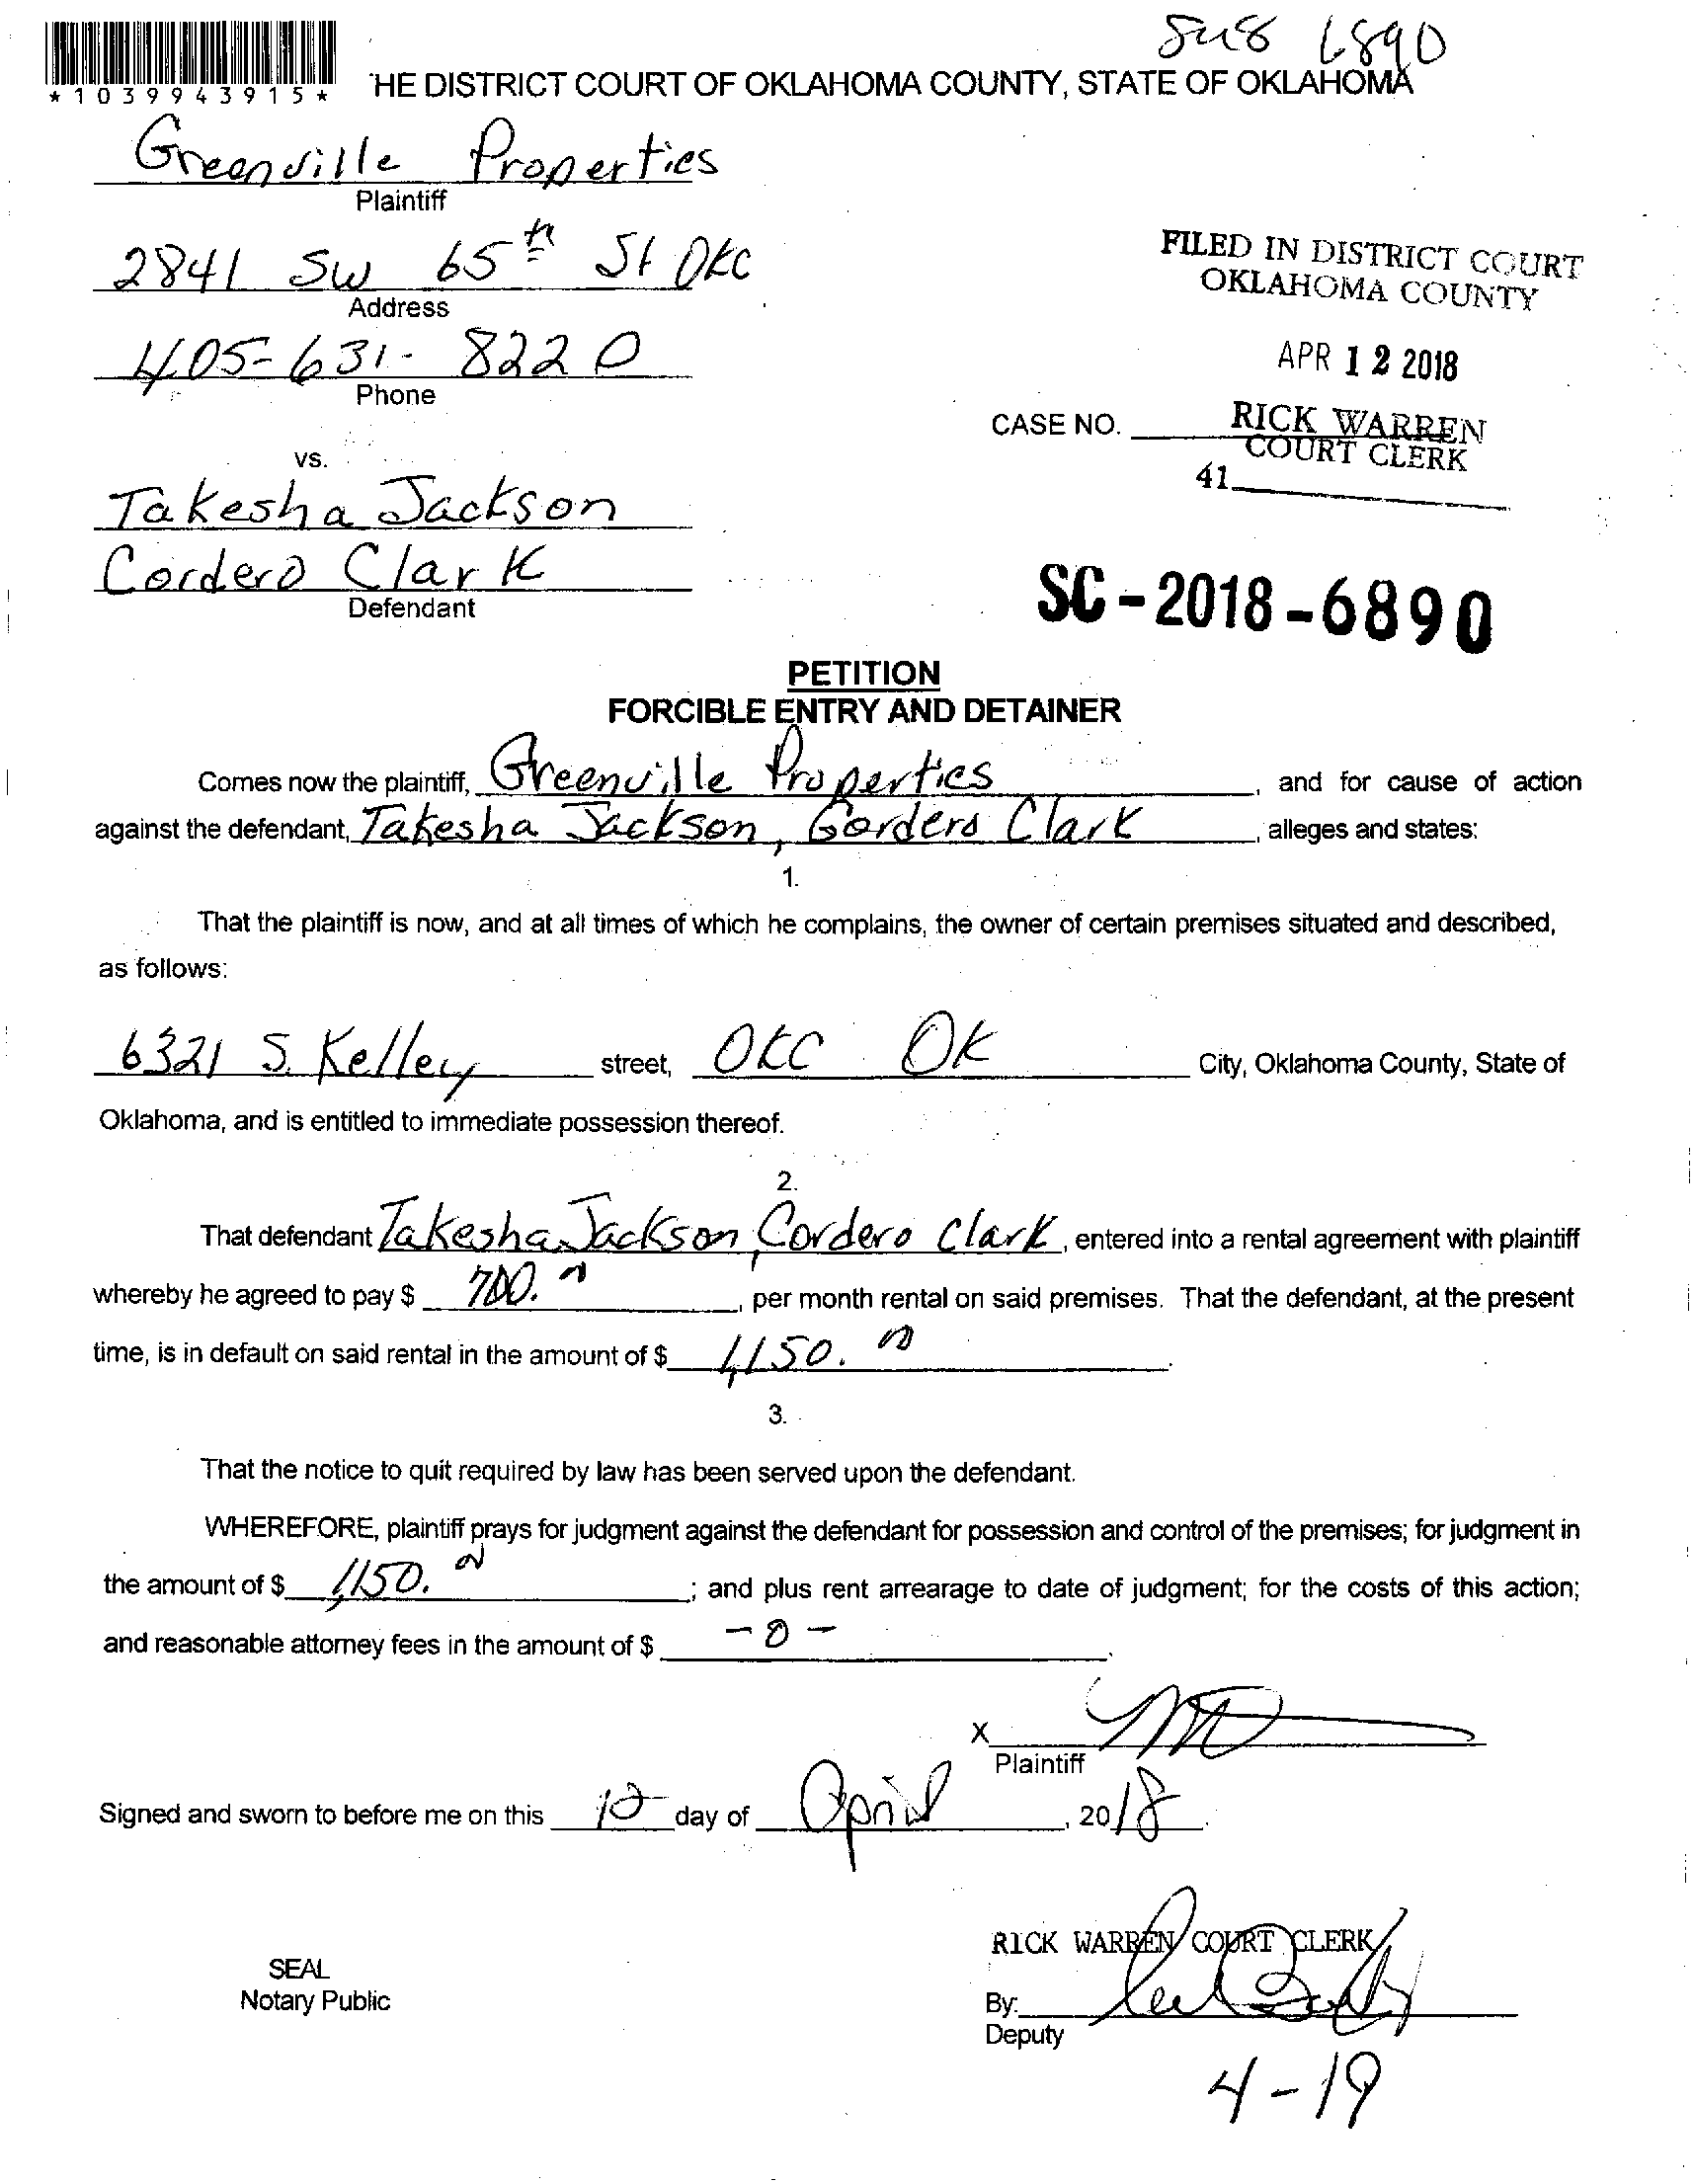 6890
*1039943915*
HE DISTRICT COURT OF OKLAHOMA COUNTY, STATE OF OKLAHOMA
Greenville Properties
Plaintiff
2841 SW 65th St OKC
Address
FILED IN DISTRICT COURT
OKLAHOMA COUNTY
405-631-8220
Phone
APR 12 2018
CASE NO.
RICK WARREN
COURT CLERK
vs.
41
Takesha Jackson
Cordero Clark
Defendant
SC-2018-6890
PETITION
FORCIBLE ENTRY AND DETAINER
Comes now the plaintiff, Greenville Properties, and for cause of action
against the defendant, Takesha Jackson, Cordero Clark, alleges and states:
1.
That the plaintiff is now, and at all times of which he complains, the owner of certain premises situated and described,
as follows:
6321 S. Kelley street, OKC OK City, Oklahoma County, State of
Oklahoma, and is entitled to immediate possession thereof.
2.
That defendant Takesha Jackson, Cordero Clark, entered into a rental agreement with plaintiff
whereby he agreed to pay $ 700. , per month rental on said premises. That the defendant, at the present
time, is in default on said rental in the amount of $ 1,150. .
3.
That the notice to quit required by law has been served upon the defendant.
WHEREFORE, plaintiff prays for judgment against the defendant for possession and control of the premises; for judgment in
the amount of $ 1,150. ; and plus rent arrearage to date of judgment; for the costs of this action;
and reasonable attorney fees in the amount of $ -0- .
X
Plaintiff
Signed and sworn to before me on this 12 day of April, 2018.
RICK WARREN COURT CLERK
SEAL
Notary Public
By:
Deputy
4-19